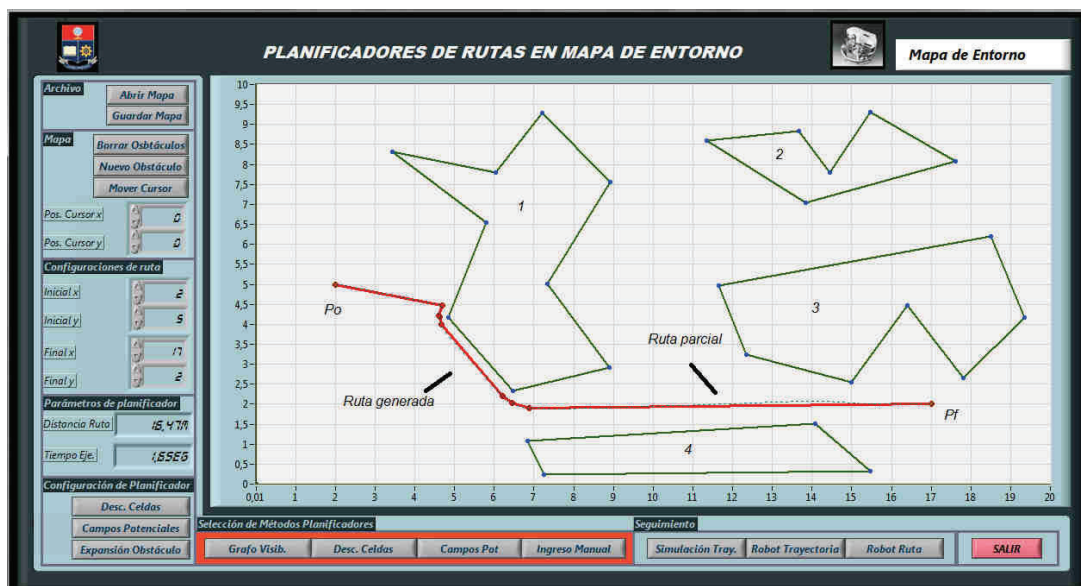 PLANIFICADORES DE RUTAS EN MAPA DE ENTORNO
Mapa de Entorno
Archivo
Abrir Mapa
Guardar Mapa
Mapa
Borrar Osbtáculos
Nuevo Obstáculo
Mover Cursor
Pos. Cursor x 0
Pos. Cursor y 0
Configuraciones de ruta
Inicial x 2
Inicial y 5
Final x 17
Final y 2
Parámetros de planificador
Distancia Ruta
Tiempo Eje.
Configuración de Planificador
Desc. Celdas
Campos Potenciales
Expansión Obstáculo
10
9,5
9
8,5
8
7,5
7
6,5
6
5,5
5
4,5
4
3,5
3
2,5
2
1,5
1
0,5
0
0,01 1 2 3 4 5 6 7 8 9 10 11 12 13 14 15 16 17 18 19 20
1
2
3
4
Po
Ruta generada
Ruta parcial
Pf
Selección de Métodos Planificadores
Grafo Visib. Desc. Celdas Campos Pot Ingreso Manual
Seguimiento
Simulación Tray. Robot Trayectoria Robot Ruta
SALIR